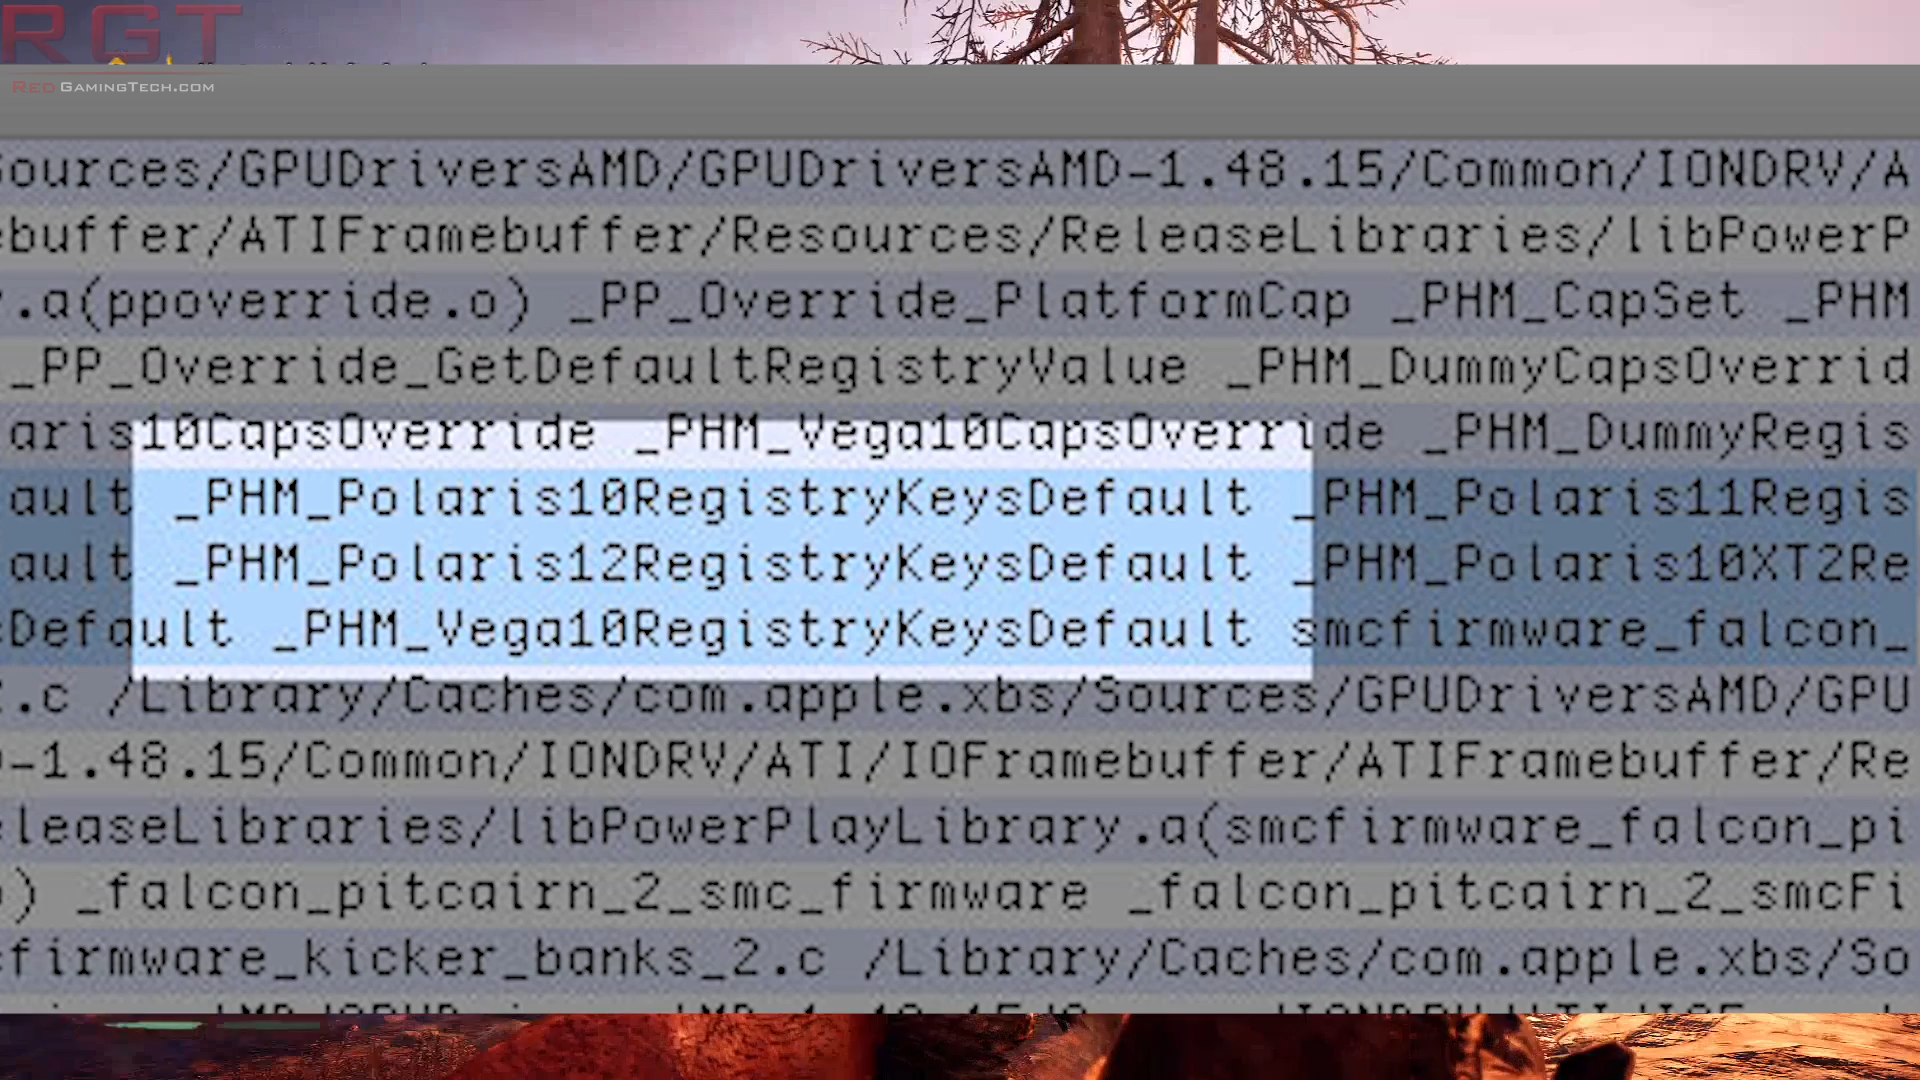 RGT
RedGamingTech.com
Sources/GPUDriversAMD/GPUDriversAMD-1.48.15/Common/IONDRV/A
ebuffer/ATIFramebuffer/Resources/ReleaseLibraries/libPowerP
.a(ppoverride.o) _PP_Override_PlatformCap _PHM_CapSet _PHM
_PP_Override_GetDefaultRegistryValue _PHM_DummyCapsOverrid
aris10CapsOverride _PHM_Vega10CapsOverride _PHM_DummyRegis
ault _PHM_Polaris10RegistryKeysDefault _PHM_Polaris11Regis
ault _PHM_Polaris12RegistryKeysDefault _PHM_Polaris10XT2Re
Default _PHM_Vega10RegistryKeysDefault smcfirmware_falcon_
.c /Library/Caches/com.apple.xbs/Sources/GPUDriversAMD/GPU
-1.48.15/Common/IONDRV/ATI/IOFramebuffer/ATIFramebuffer/Re
leaseLibraries/libPowerPlayLibrary.a(smcfirmware_falcon_pi
) _falcon_pitcairn_2_smc_firmware _falcon_pitcairn_2_smcFi
firmware_kicker_banks_2.c /Library/Caches/com.apple.xbs/So